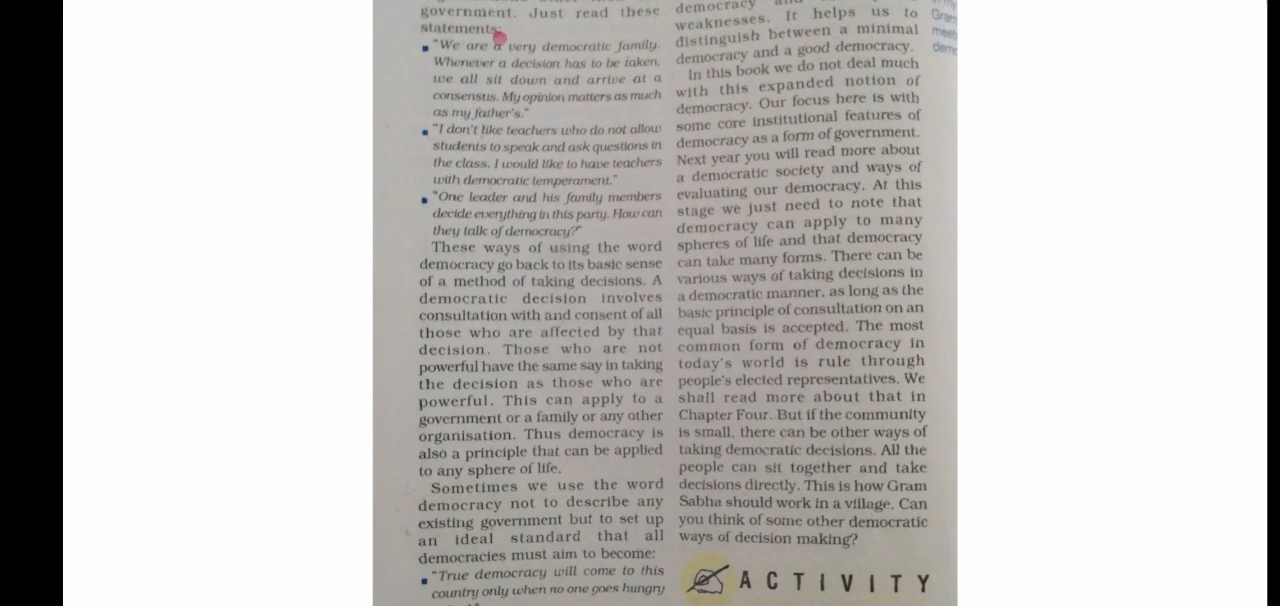 government. Just read these
statements:
"We are a very democratic family.
Whenever a decision has to be taken,
we all sit down and arrive at a
consensus. My opinion matters as much
as my father's."
"I don't like teachers who do not allow
students to speak and ask questions in
the class. I would like to have teachers
with democratic temperament."
"One leader and his family members
decide everything in this party. How can
they talk of democracy?"
These ways of using the word
democracy go back to its basic sense
of a method of taking decisions. A
democratic decision involves
consultation with and consent of all
those who are affected by that
decision. Those who are not
powerful have the same say in taking
the decision as those who are
powerful. This can apply to a
government or a family or any other
organisation. Thus democracy is
also a principle that can be applied
to any sphere of life.
Sometimes we use the word
democracy not to describe any
existing government but to set up
an ideal standard that all
democracies must aim to become:
"True democracy will come to this
country only when no one goes hungry
democracy and
weaknesses. It helps us to
distinguish between a minimal
democracy and a good democracy.
In this book we do not deal much
with this expanded notion of
democracy. Our focus here is with
some core institutional features of
democracy as a form of government.
Next year you will read more about
a democratic society and ways of
evaluating our democracy. At this
stage we just need to note that
democracy can apply to many
spheres of life and that democracy
can take many forms. There can be
various ways of taking decisions in
a democratic manner, as long as the
basic principle of consultation on an
equal basis is accepted. The most
common form of democracy in
today's world is rule through
people's elected representatives. We
shall read more about that in
Chapter Four. But if the community
is small, there can be other ways of
taking democratic decisions. All the
people can sit together and take
decisions directly. This is how Gram
Sabha should work in a village. Can
you think of some other democratic
ways of decision making?
ACTIVITY
Gram